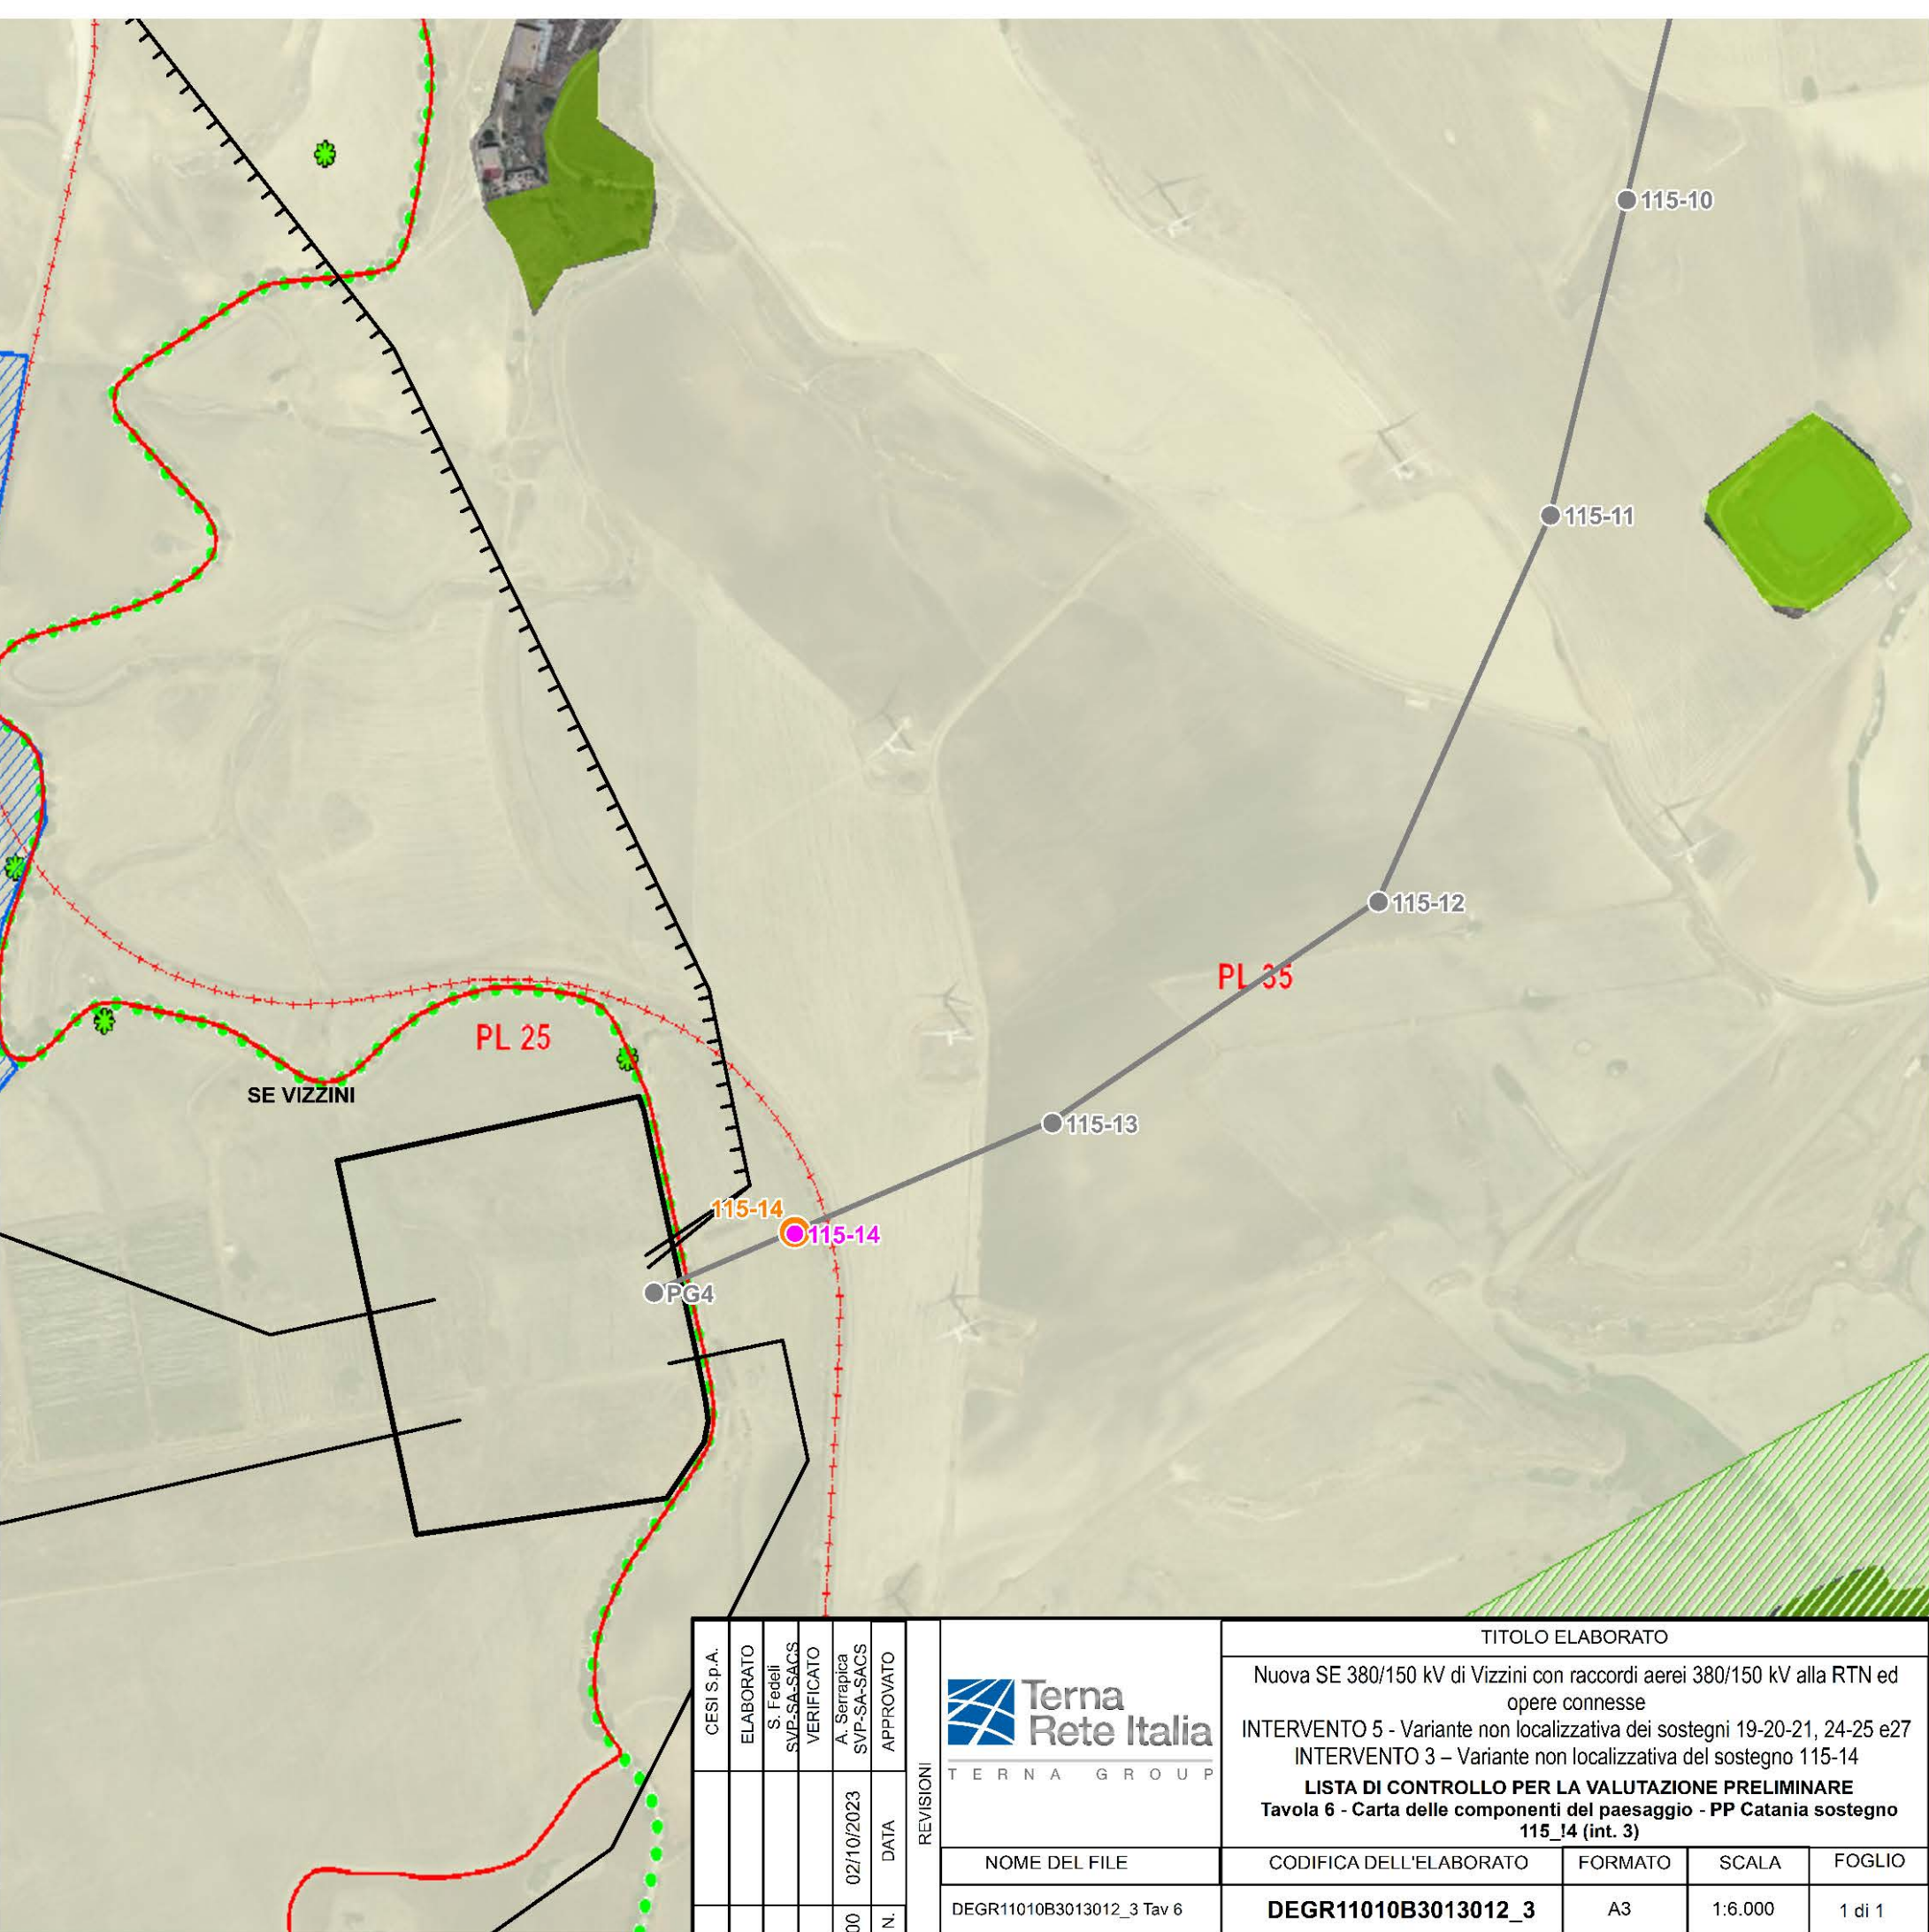 115-10
115-11
115-12
PL 35
PL 25
SE VIZZINI
115-13
115-14
115-14
PG4
CESI S.p.A.
ELABORATO
S. Fedeli
SVP-SA-SACS
VERIFICATO
A. Serrapica
SVP-SA-SACS
APPROVATO
02/10/2023
DATA
00
N.
REVISIONI
Terna
Rete Italia
TERNA GROUP
TITOLO ELABORATO
Nuova SE 380/150 kV di Vizzini con raccordi aerei 380/150 kV alla RTN ed
opere connesse
INTERVENTO 5 - Variante non localizzativa dei sostegni 19-20-21, 24-25 e27
INTERVENTO 3 – Variante non localizzativa del sostegno 115-14
LISTA DI CONTROLLO PER LA VALUTAZIONE PRELIMINARE
Tavola 6 - Carta delle componenti del paesaggio - PP Catania sostegno
115_!4 (int. 3)
NOME DEL FILE
CODIFICA DELL'ELABORATO
FORMATO
SCALA
FOGLIO
DEGR11010B3013012_3 Tav 6
DEGR11010B3013012_3
A3
1:6.000
1 di 1